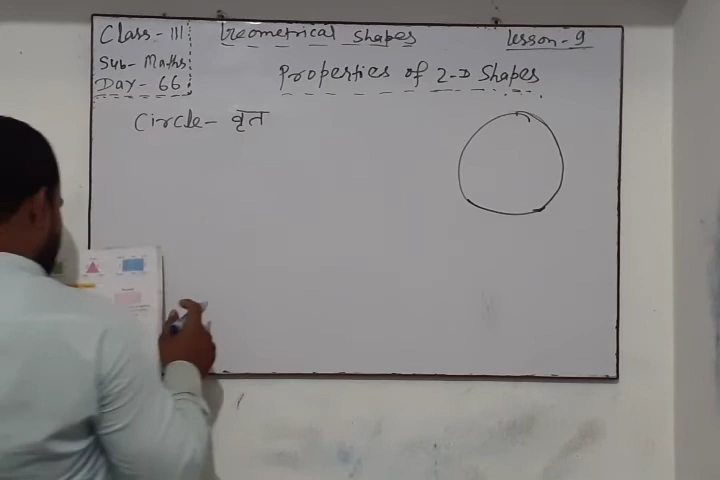 Class - III
Geometrical shapes
Lesson - 9
Sub - Maths
Properties of 2-D Shapes
Day - 66
Circle - वृत